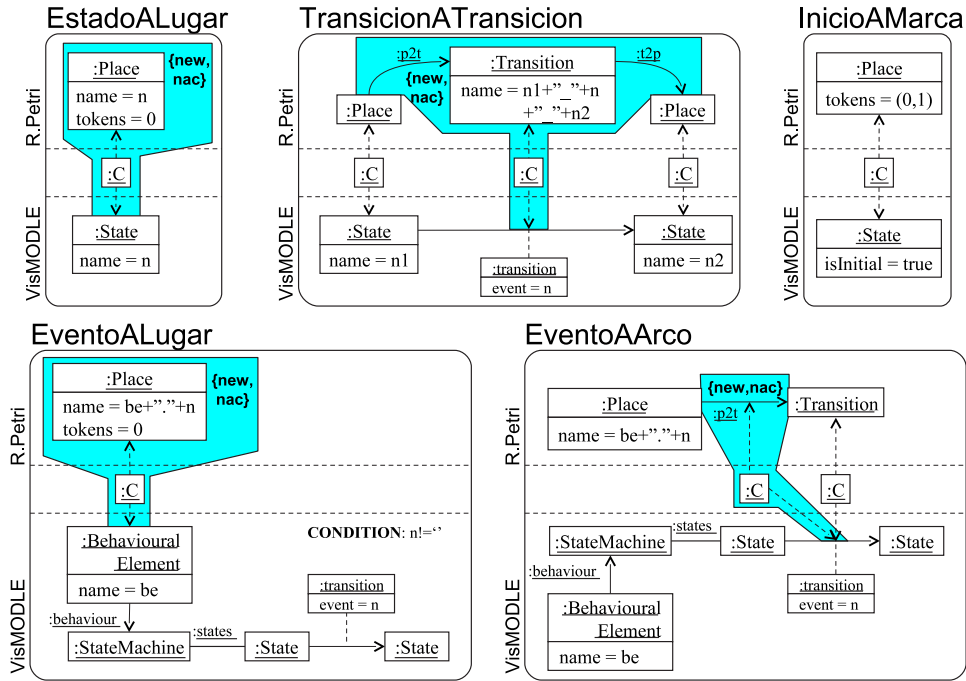 EstadoALugar
R.Petri
VisMODLE
{new,
nac}
:Place
name = n
tokens = 0
:C
:State
name = n
TransicionATransicion
R.Petri
VisMODLE
:p2t
:t2p
{new,
nac}
:Transition
name = n1+”_”+n
+”_”+n2
:Place
:Place
:C
:C
:C
:State
name = n1
:State
name = n2
:transition
event = n
InicioAMarca
R.Petri
VisMODLE
:Place
tokens = (0,1)
:C
:State
isInitial = true
EventoALugar
R.Petri
VisMODLE
{new,
nac}
:Place
name = be+”.”+n
tokens = 0
:C
CONDITION: n!=‘’
:Behavioural
Element
name = be
:behaviour
:transition
event = n
:states
:StateMachine
:State
:State
EventoAArco
R.Petri
VisMODLE
{new,nac}
:p2t
:Place
name = be+”.”+n
:Transition
:C
:C
:states
:StateMachine
:State
:State
:behaviour
:transition
event = n
:Behavioural
Element
name = be